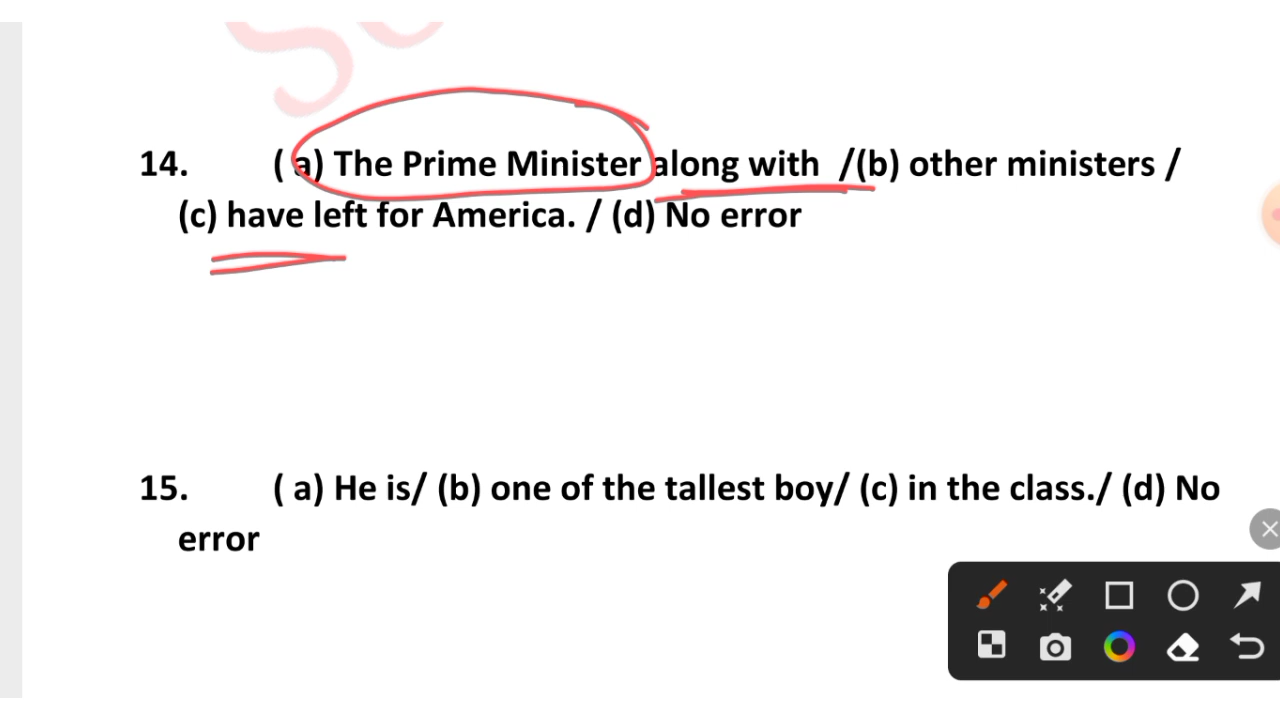 14. ( a) The Prime Minister along with /(b) other ministers /
(c) have left for America. / (d) No error
15. ( a) He is/ (b) one of the tallest boy/ (c) in the class./ (d) No
error